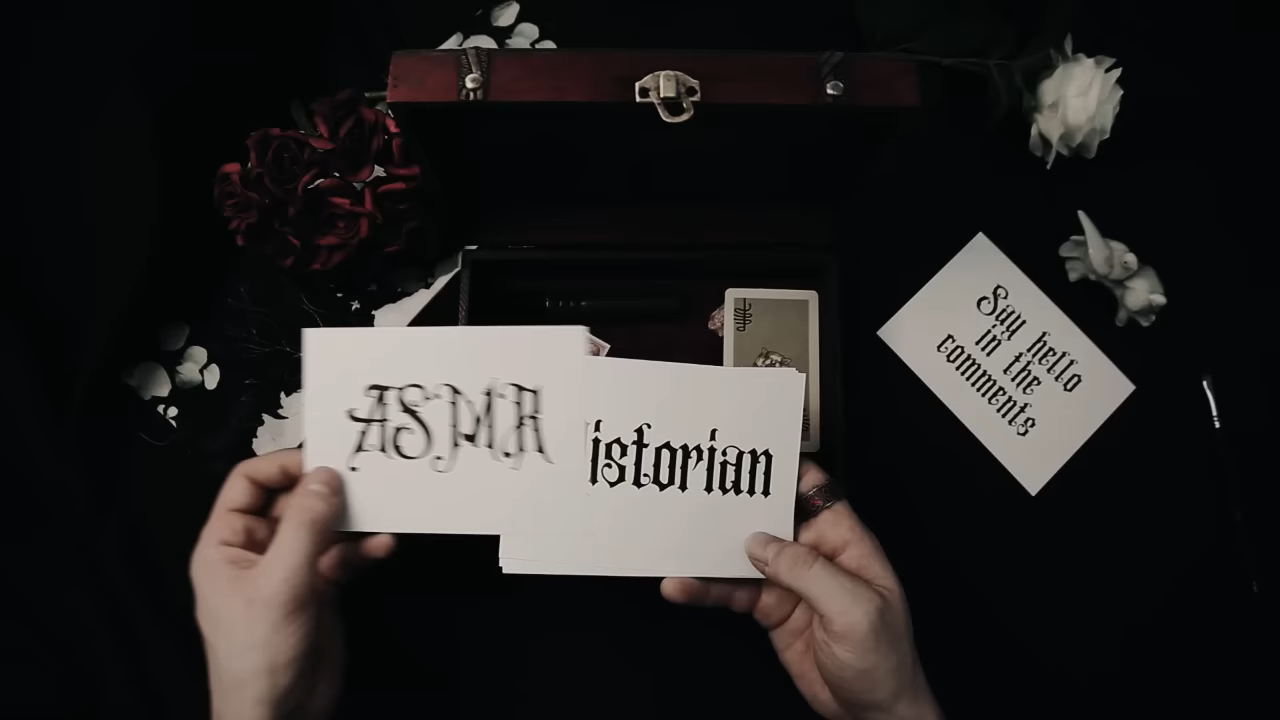 ASMR
istorian
Say hello
in the
comments